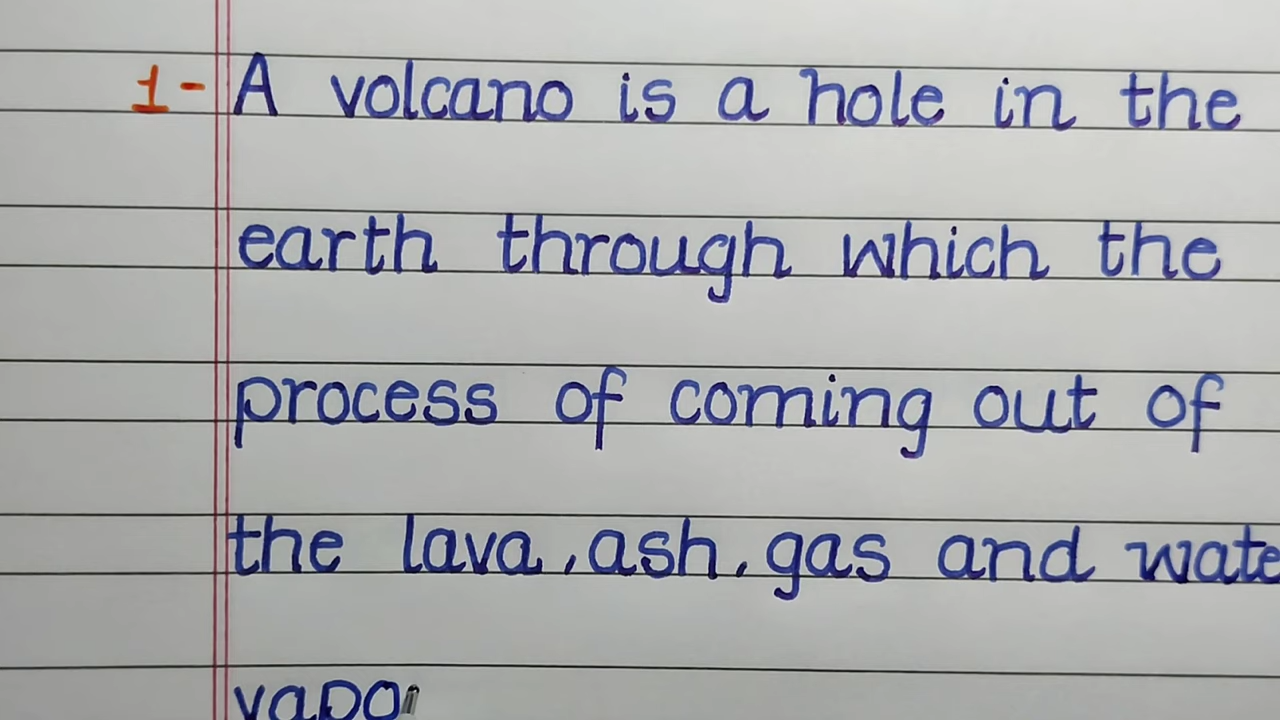 1- A volcano is a hole in the
earth through which the
process of coming out of
the lava, ash, gas and wate
vapo